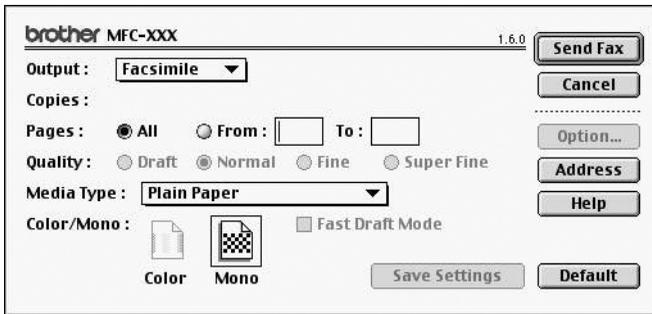 brother MFC-XXX
1.6.0
Send Fax
Output : Facsimile
Cancel
Copies :
Pages : All From : To :
Option...
Quality : Draft Normal Fine Super Fine
Address
Media Type : Plain Paper
Help
Color/Mono : Fast Draft Mode
Color Mono
Save Settings
Default